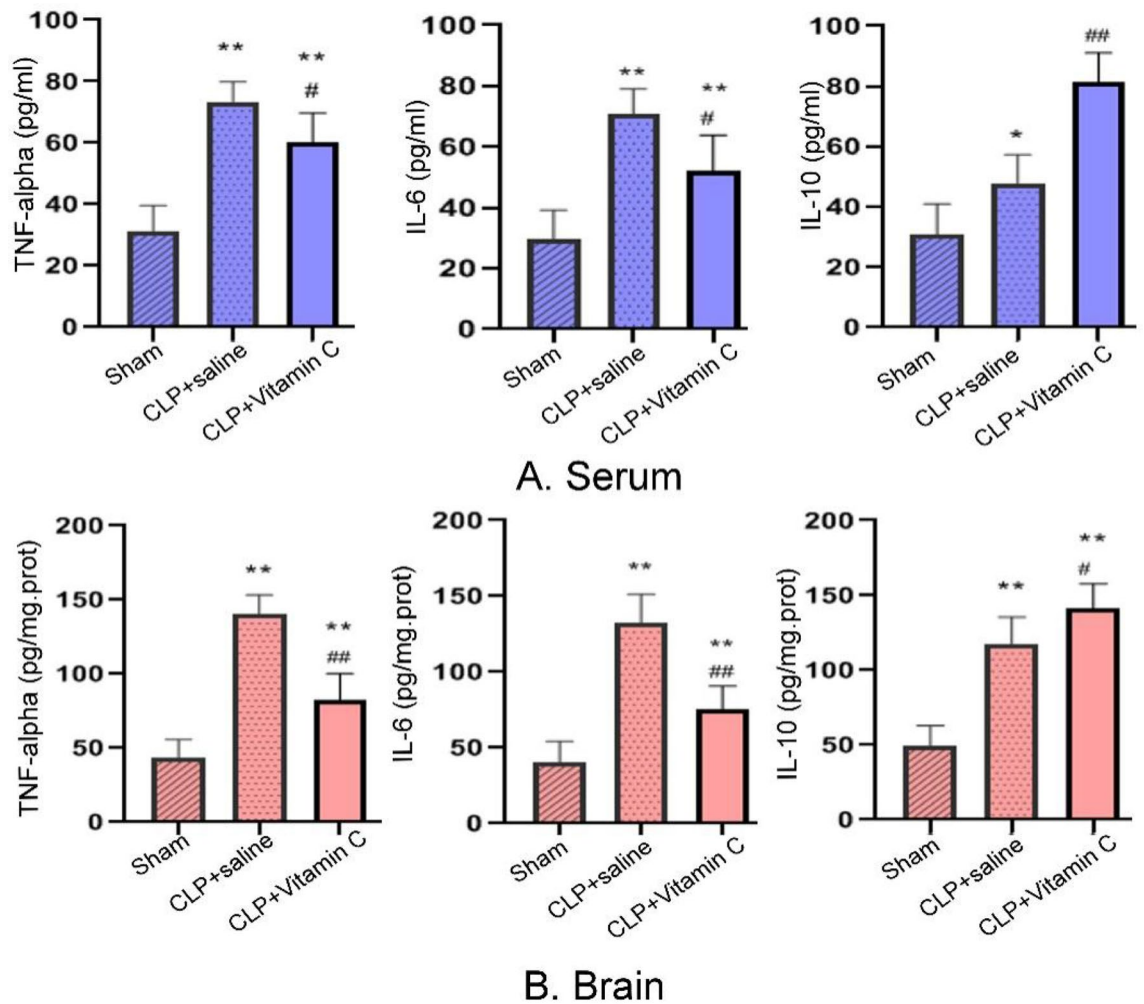 TNF-alpha (pg/ml)
100
80
60
40
20
0
**
**
#
Sham
CLP+saline
CLP+Vitamin C
IL-6 (pg/ml)
100
80
60
40
20
0
**
**
#
Sham
CLP+saline
CLP+Vitamin C
IL-10 (pg/ml)
100
80
60
40
20
0
*
##
Sham
CLP+saline
CLP+Vitamin C
A. Serum
TNF-alpha (pg/mg.prot)
200
150
100
50
0
**
**
##
Sham
CLP+saline
CLP+Vitamin C
IL-6 (pg/mg.prot)
200
150
100
50
0
**
**
##
Sham
CLP+saline
CLP+Vitamin C
IL-10 (pg/mg.prot)
200
150
100
50
0
**
**
#
Sham
CLP+saline
CLP+Vitamin C
B. Brain